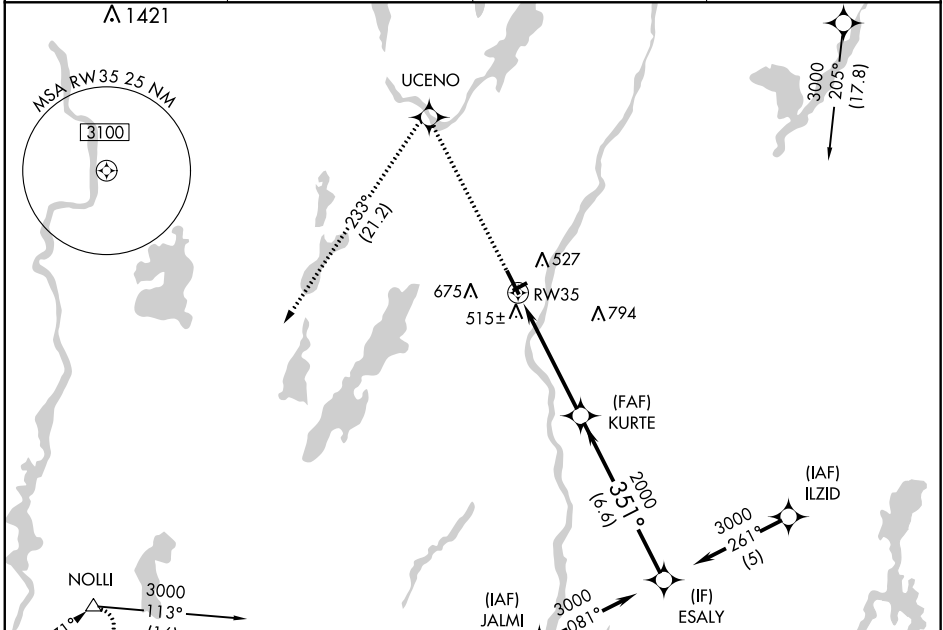 1421
MSA RW35 25 NM
3100
UCENO
3000
205°
(17.8)
233°
(21.2)
527
675
RW35
515±
794
(FAF)
KURTE
2000
351°
(6.6)
(IAF)
ILZID
3000
261°
(5)
NOLLI
3000
113°
(IAF)
JALMI
3000
081°
(IF)
ESALY